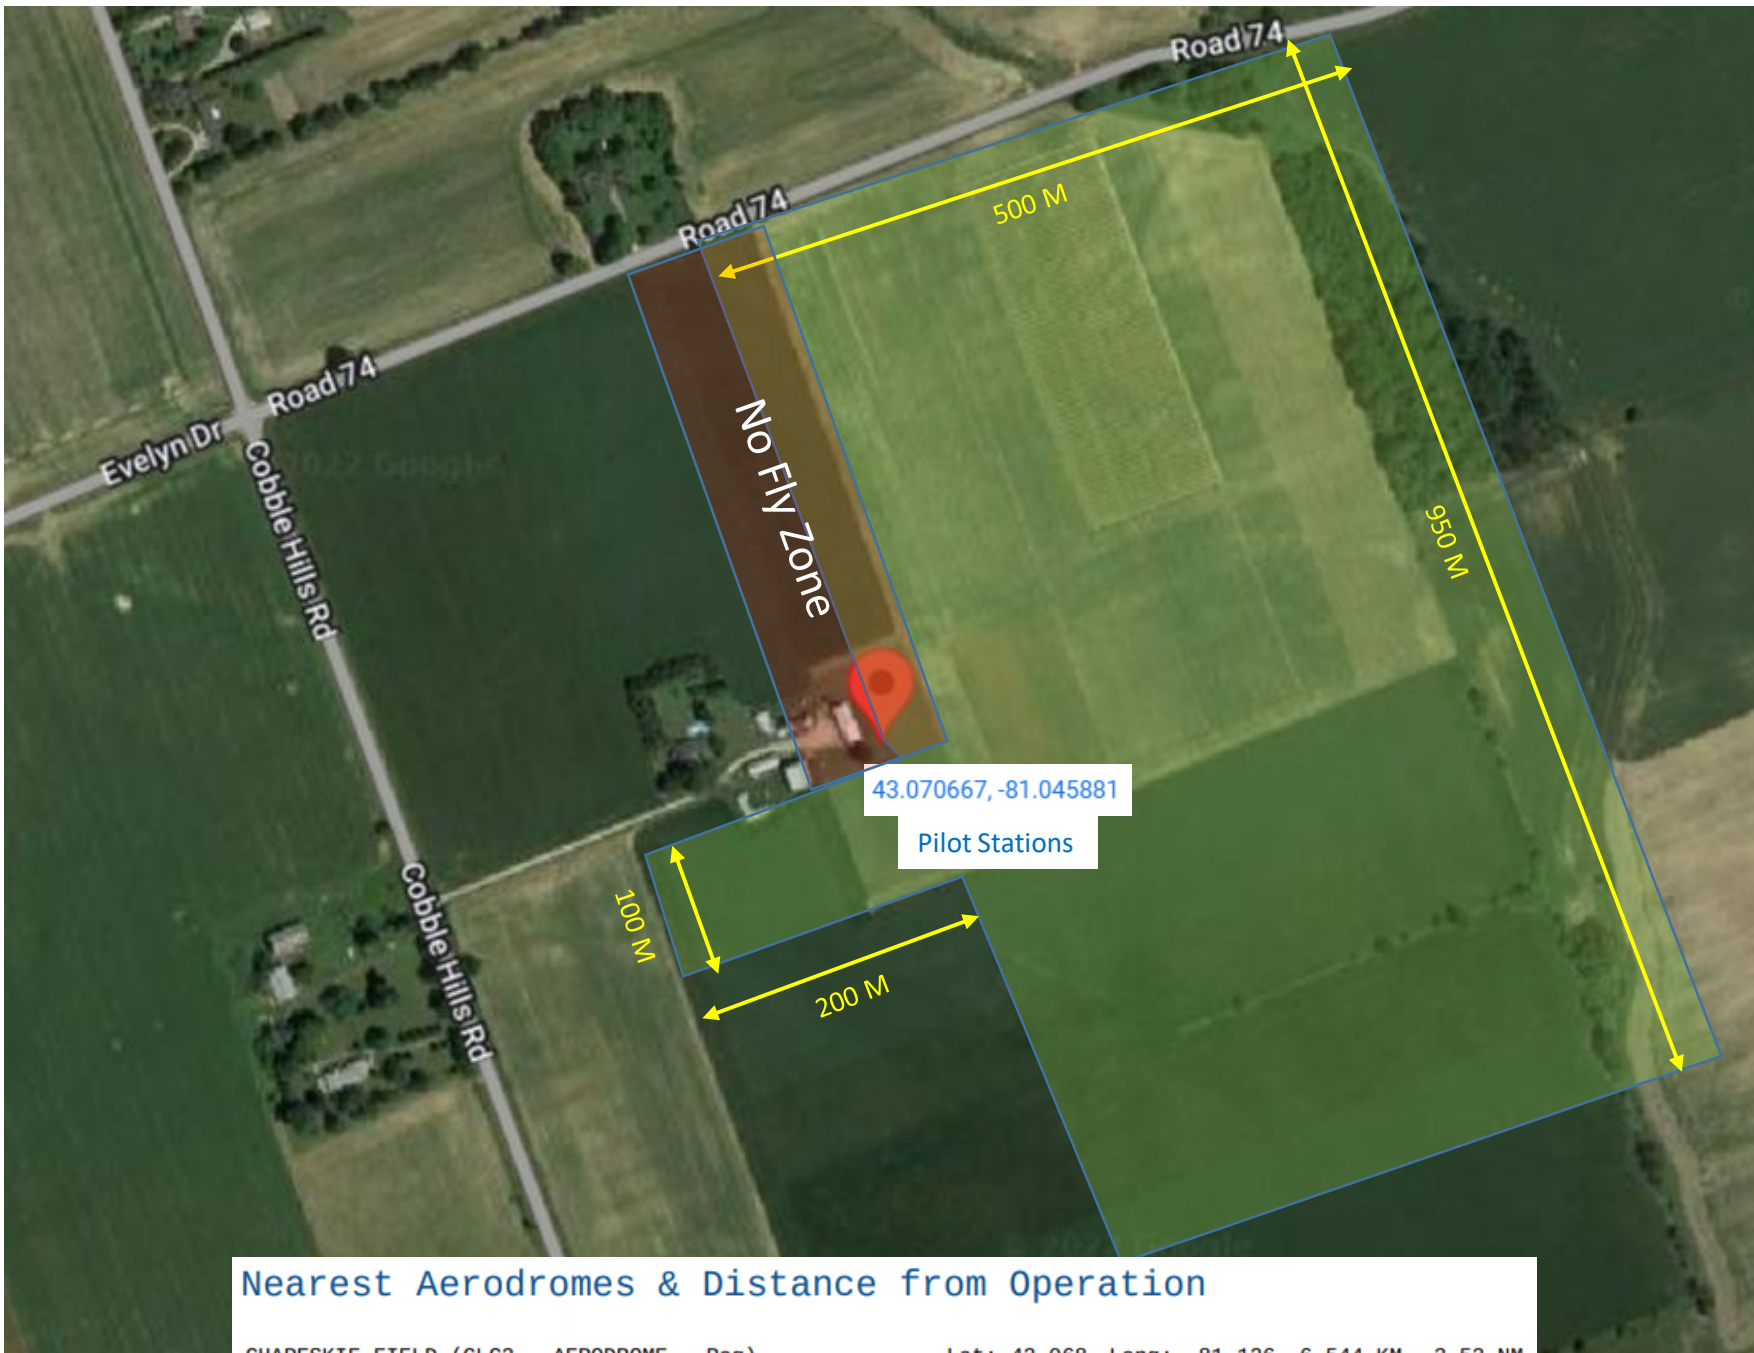 Road 74
500 M
Road 74
Road 74
Evelyn Dr
No Fly Zone
Cobble Hills Rd
950 M
43.070667, -81.045881
Pilot Stations
100 M
Cobble Hills Rd
200 M
Nearest Aerodromes & Distance from Operation